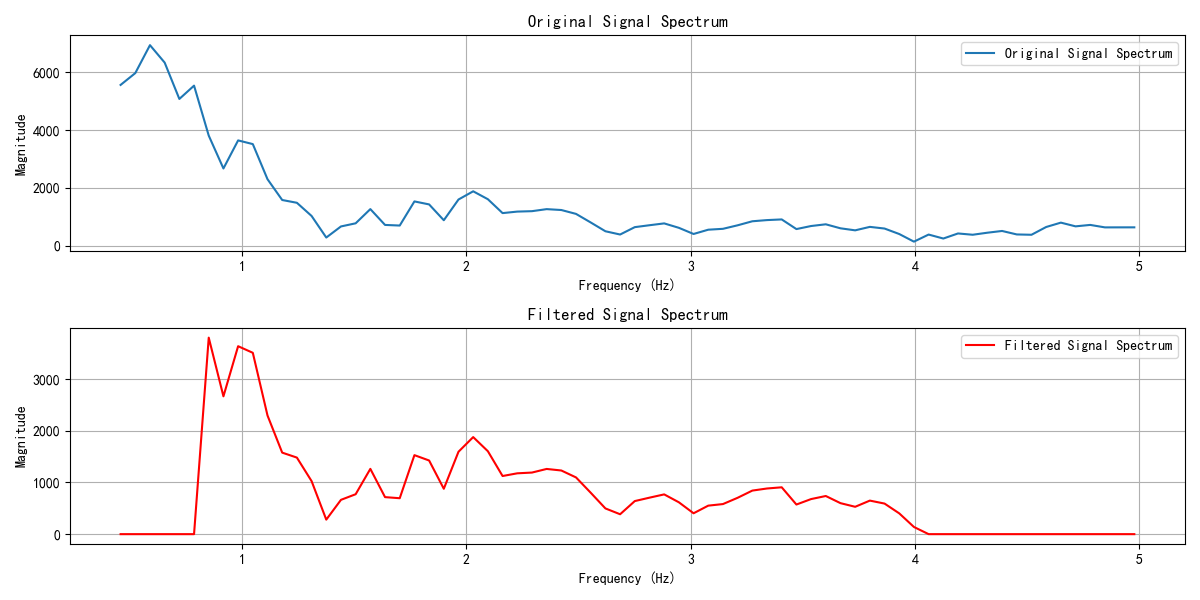 Original Signal Spectrum
Original Signal Spectrum
6000
4000
2000
0
Magnitude
1 2 3 4 5
Frequency (Hz)
Filtered Signal Spectrum
Filtered Signal Spectrum
3000
2000
1000
0
Magnitude
1 2 3 4 5
Frequency (Hz)